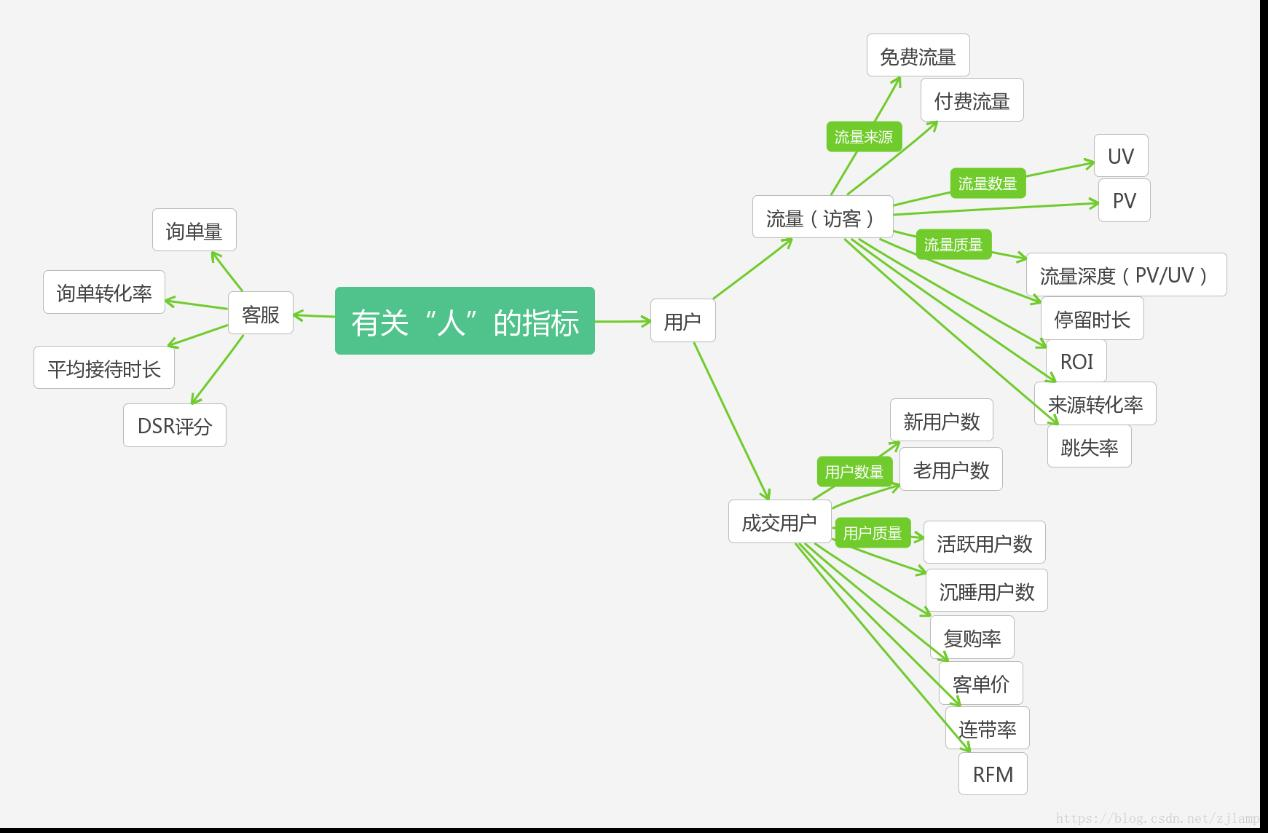 有关“人”的指标
客服
询单量
询单转化率
平均接待时长
DSR评分
用户
流量（访客）
流量来源
免费流量
付费流量
流量数量
UV
PV
流量质量
流量深度（PV/UV）
停留时长
ROI
来源转化率
跳失率
成交用户
用户数量
新用户数
老用户数
用户质量
活跃用户数
沉睡用户数
复购率
客单价
连带率
RFM
https://blog.csdn.net/zjlamp